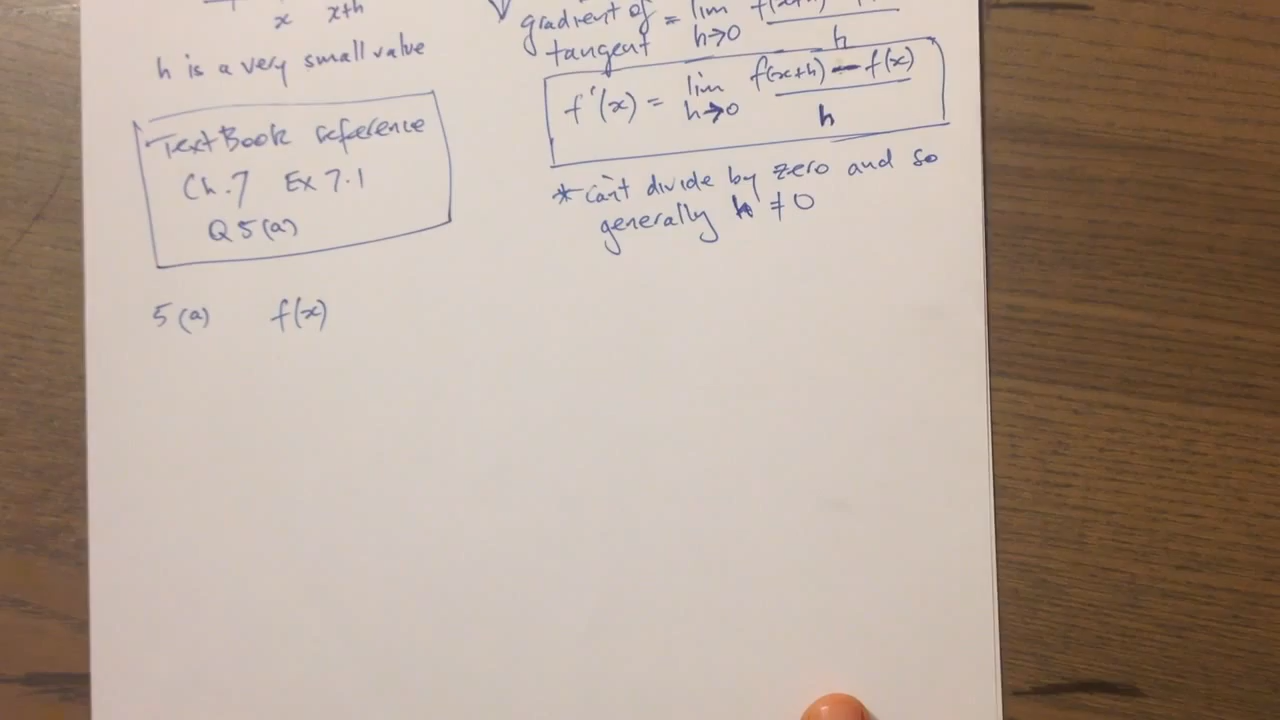 x x+h
h is a very small value
TextBook reference
Ch.7 Ex 7.1
Q5(a)
gradient of tangent = lim h→0 f(x+h) - f(x) / h
f'(x) = lim h→0 f(x+h) - f(x) / h
* can't divide by zero and so
generally h ≠ 0
5(a) f(x)